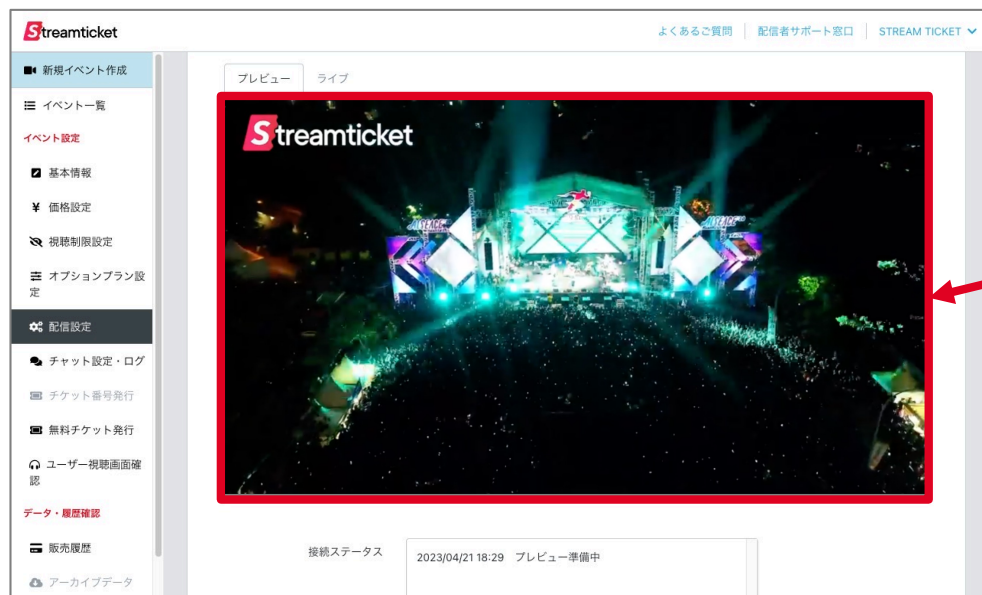 Streamticket
よくあるご質問
配信者サポート窓口
STREAM TICKET
新規イベント作成
イベント一覧
イベント設定
基本情報
¥ 価格設定
視聴制限設定
オプションプラン設
定
配信設定
チャット設定・ログ
チケット番号発行
無料チケット発行
ユーザー視聴画面確
認
データ・履歴確認
販売履歴
アーカイブデータ
プレビュー
ライブ
Streamticket
接続ステータス
2023/04/21 18:29 プレビュー準備中